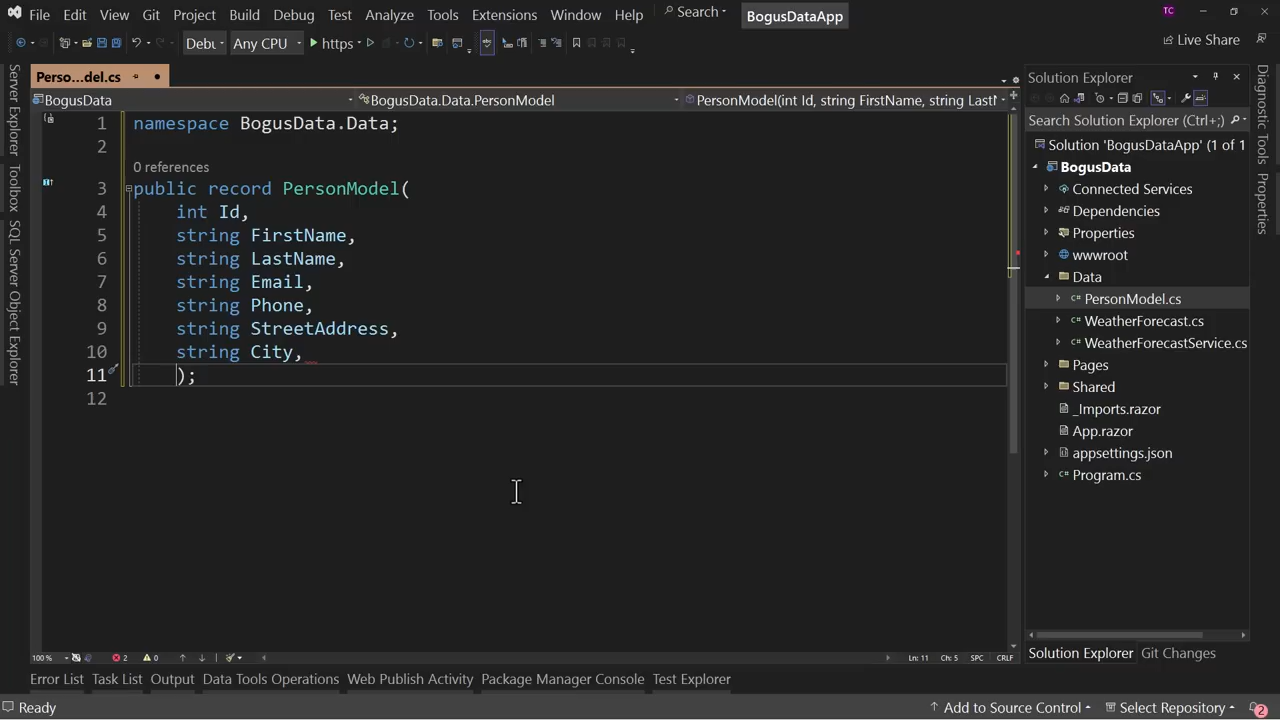 File Edit View Git Project Build Debug Test Analyze Tools Extensions Window Help Search BogusDataApp TC
Debu Any CPU https Live Share
Perso...del.cs
BogusData BogusData.Data.PersonModel PersonModel(int Id, string FirstName, string LastN
1 namespace BogusData.Data;
2
0 references
3 public record PersonModel(
4 int Id,
5 string FirstName,
6 string LastName,
7 string Email,
8 string Phone,
9 string StreetAddress,
10 string City,
11 );
12
100 % 2 0 Ln: 11 Ch: 5 SPC CRLF
Server Explorer
Toolbox
SQL Server Object Explorer
Solution Explorer
Search Solution Explorer (Ctrl+;)
Solution 'BogusDataApp' (1 of 1
BogusData
Connected Services
Dependencies
Properties
wwwroot
Data
C# PersonModel.cs
C# WeatherForecast.cs
C# WeatherForecastService.cs
Pages
Shared
_Imports.razor
App.razor
appsettings.json
C# Program.cs
Solution Explorer Git Changes
Diagnostic Tools
Properties
Error List Task List Output Data Tools Operations Web Publish Activity Package Manager Console Test Explorer
Ready Add to Source Control Select Repository 2